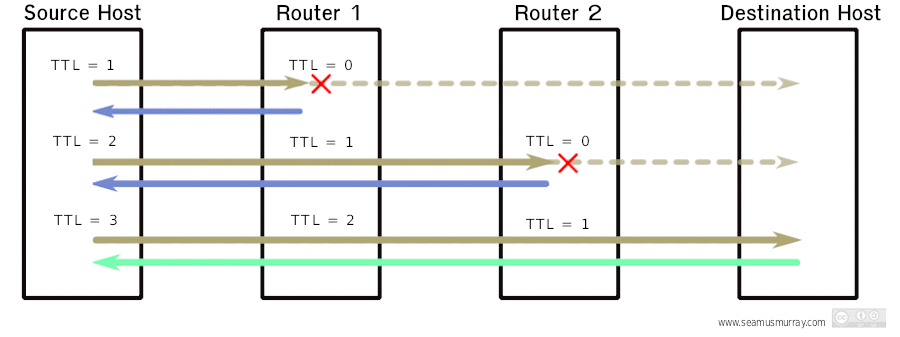 Source Host Router 1 Router 2 Destination Host
TTL = 1 TTL = 0
TTL = 2 TTL = 1 TTL = 0
TTL = 3 TTL = 2 TTL = 1
www.seamusmurray.com cc